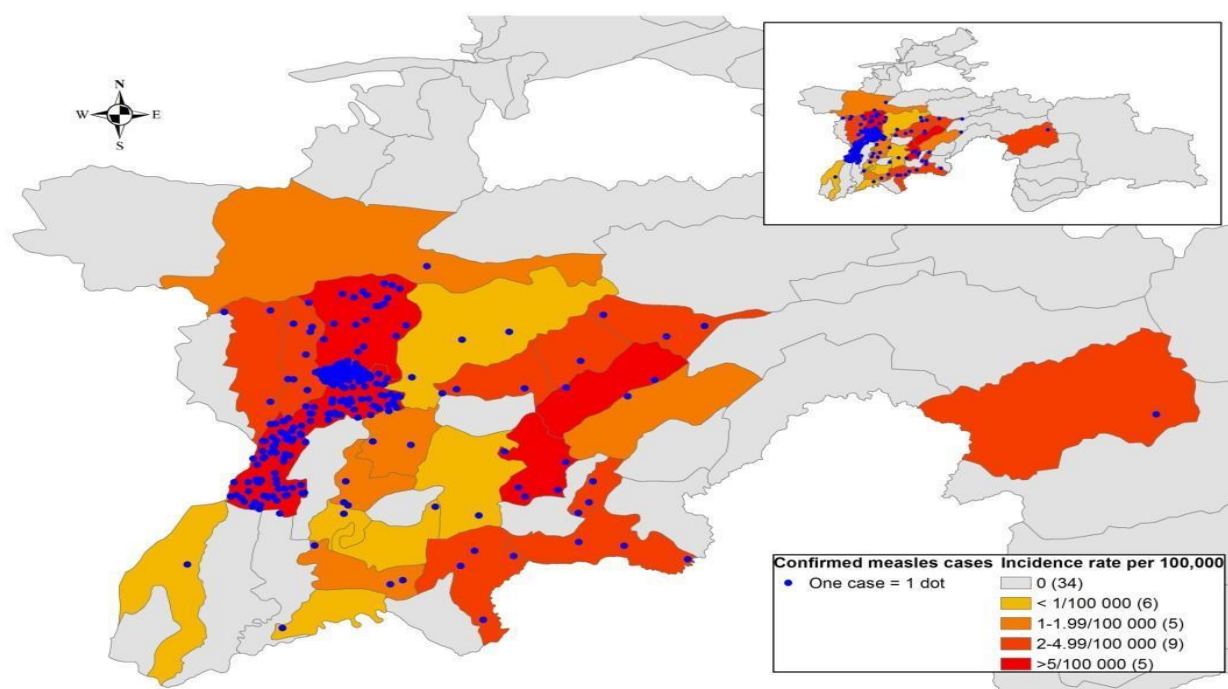 N
W E
S
Confirmed measles cases Incidence rate per 100,000
One case = 1 dot 0 (34)
< 1/100 000 (6)
1-1.99/100 000 (5)
2-4.99/100 000 (9)
>5/100 000 (5)